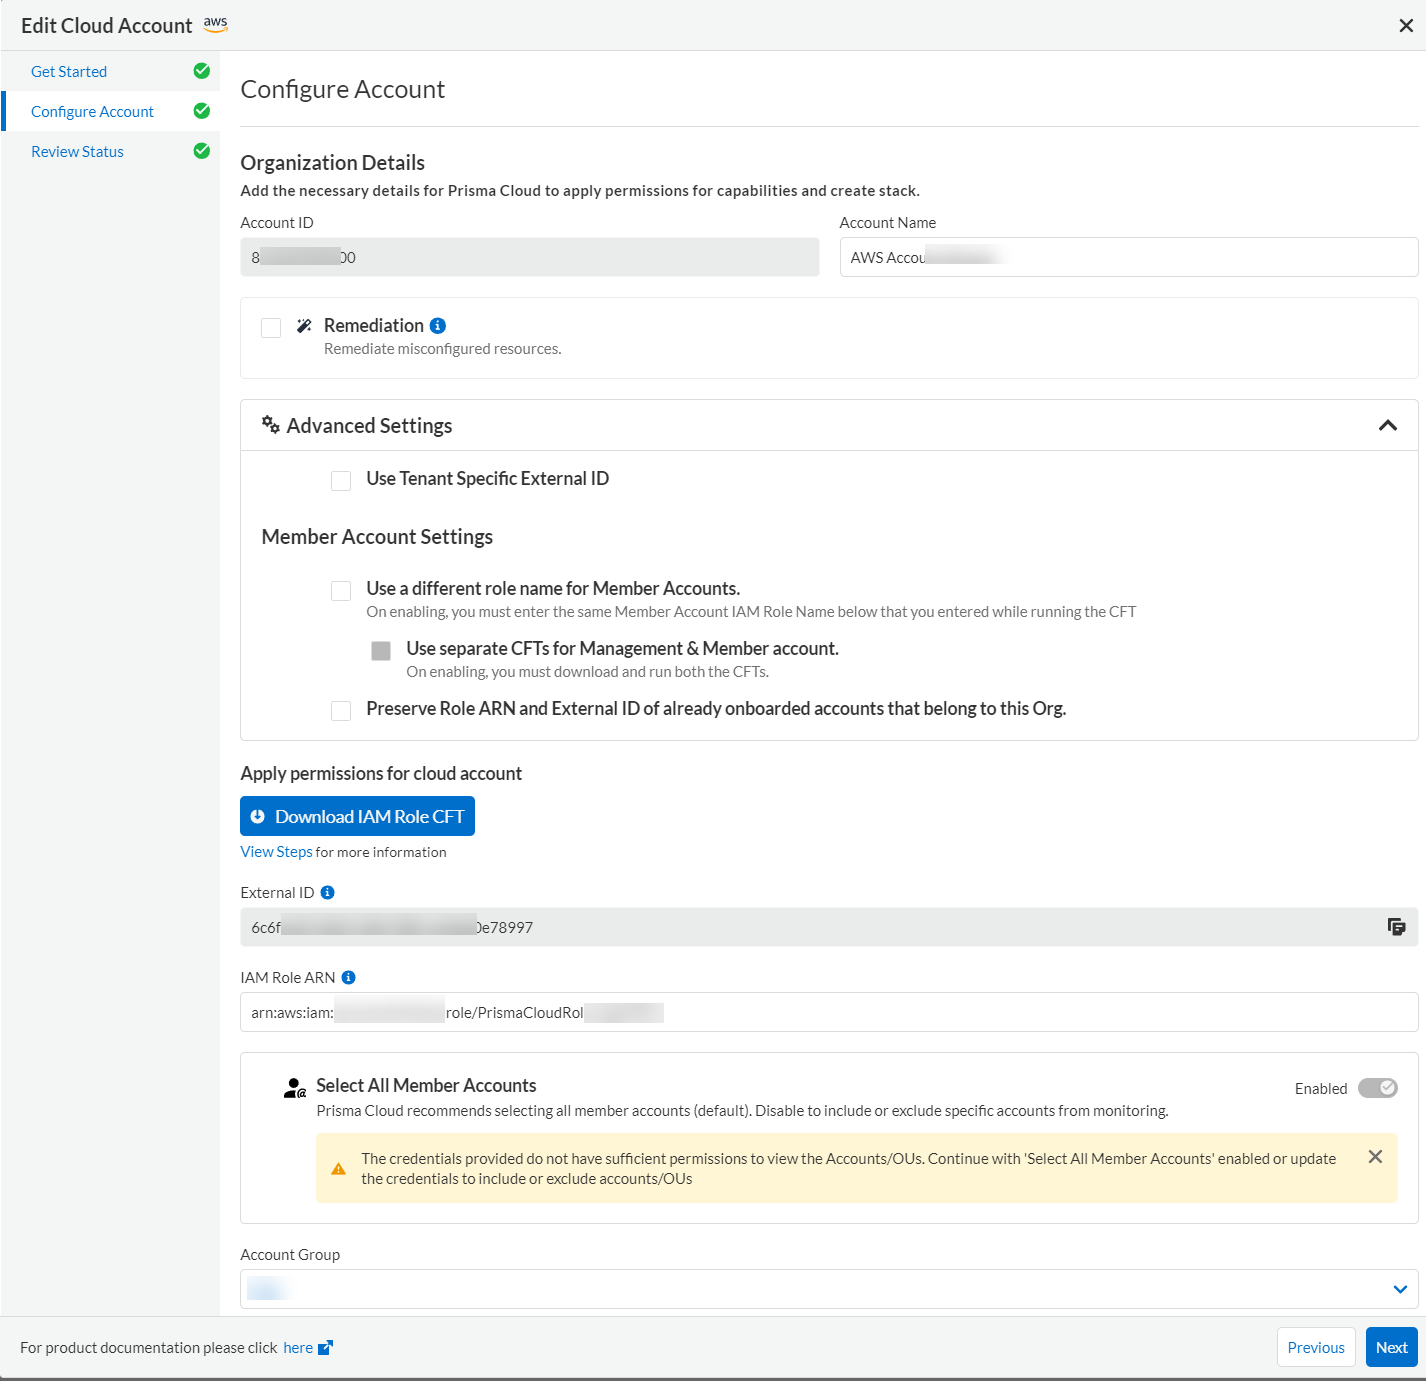 Edit Cloud Account aws
Get Started
Configure Account
Review Status
Configure Account
Organization Details
Add the necessary details for Prisma Cloud to apply permissions for capabilities and create stack.
Account ID
8 00
Account Name
AWS Accou
Remediation
Remediate misconfigured resources.
Advanced Settings
Use Tenant Specific External ID
Member Account Settings
Use a different role name for Member Accounts.
On enabling, you must enter the same Member Account IAM Role Name below that you entered while running the CFT
Use separate CFTs for Management & Member account.
On enabling, you must download and run both the CFTs.
Preserve Role ARN and External ID of already onboarded accounts that belong to this Org.
Apply permissions for cloud account
Download IAM Role CFT
View Steps for more information
External ID
6c6f 0e78997
IAM Role ARN
arn:aws:iam: role/PrismaCloudRol
Select All Member Accounts
Enabled
Prisma Cloud recommends selecting all member accounts (default). Disable to include or exclude specific accounts from monitoring.
The credentials provided do not have sufficient permissions to view the Accounts/OUs. Continue with 'Select All Member Accounts' enabled or update
the credentials to include or exclude accounts/OUs
Account Group
For product documentation please click here
Previous
Next